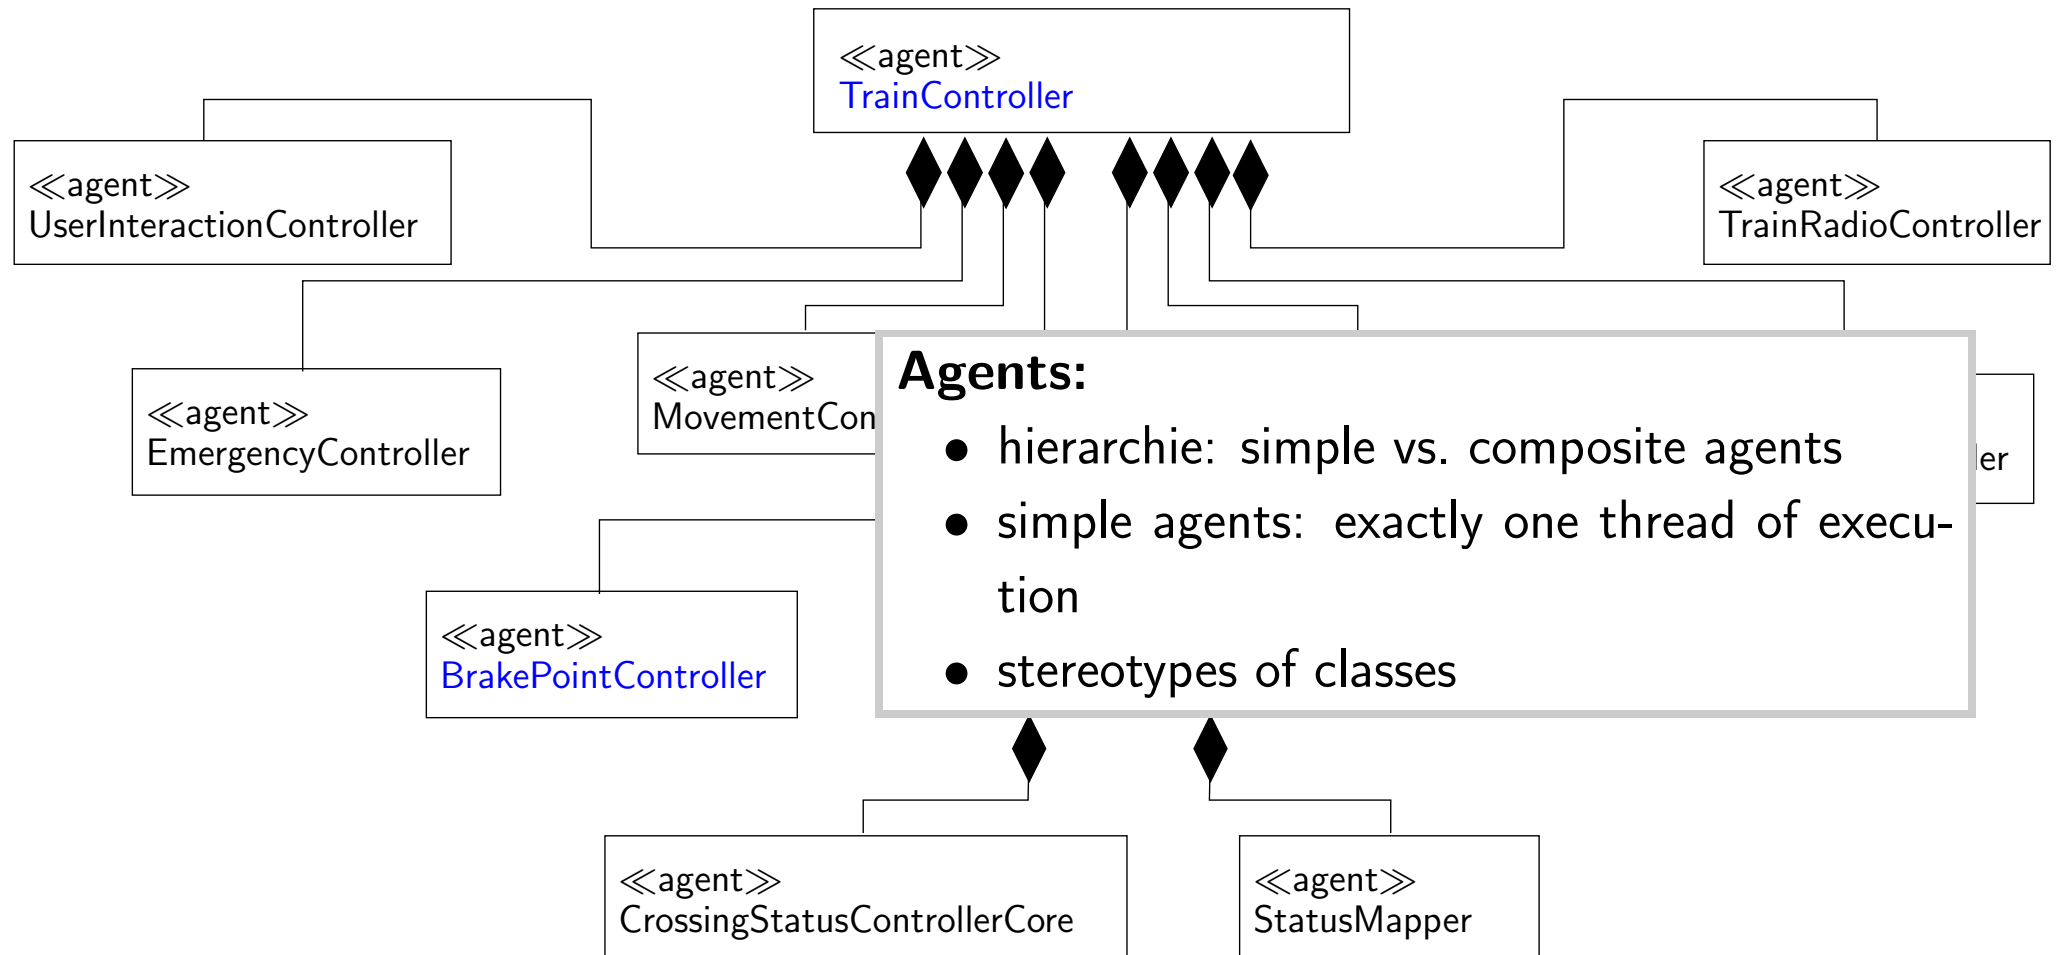 ≪agent≫
TrainController
≪agent≫
UserInteractionController
≪agent≫
TrainRadioController
≪agent≫
EmergencyController
≪agent≫
MovementCon
Agents:
• hierarchie: simple vs. composite agents
• simple agents: exactly one thread of execu-
tion
• stereotypes of classes
ler
≪agent≫
BrakePointController
≪agent≫
CrossingStatusControllerCore
≪agent≫
StatusMapper